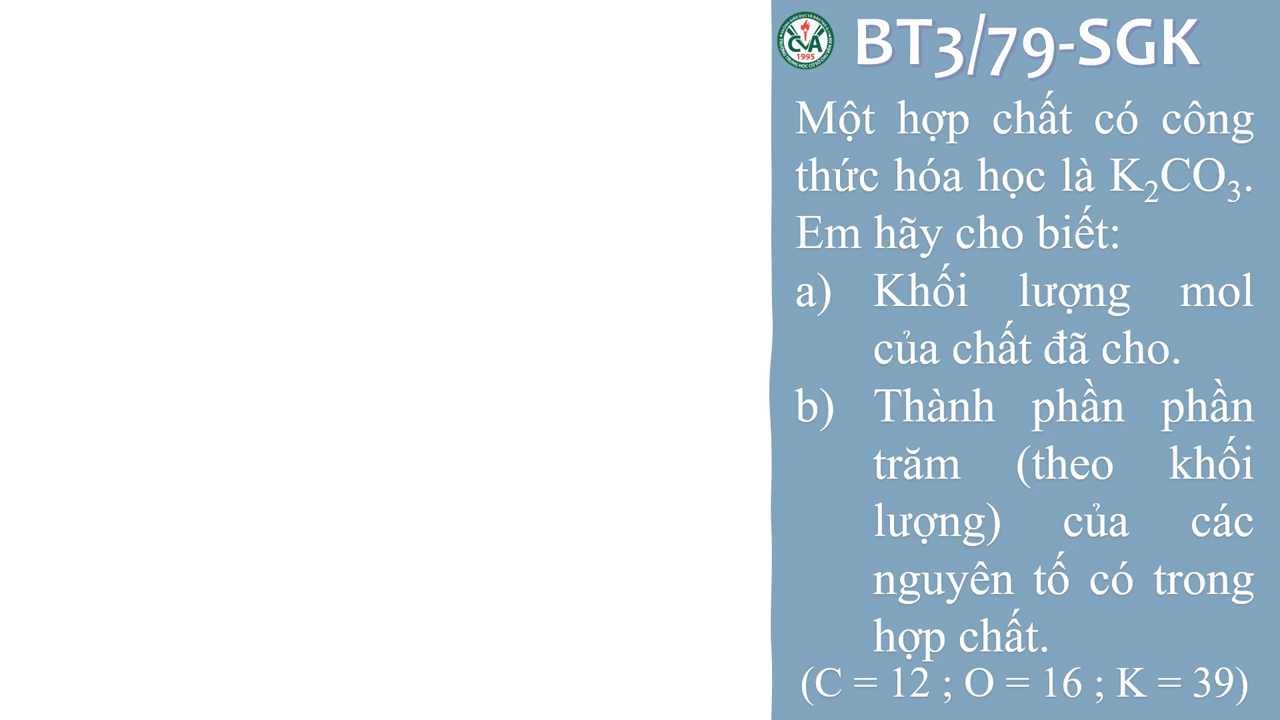 CVA
1995
BT3/79-SGK
Một hợp chất có công
thức hóa học là K₂CO₃.
Em hãy cho biết:
a) Khối lượng mol
của chất đã cho.
b) Thành phần phần
trăm (theo khối
lượng) của các
nguyên tố có trong
hợp chất.
(C = 12 ; O = 16 ; K = 39)